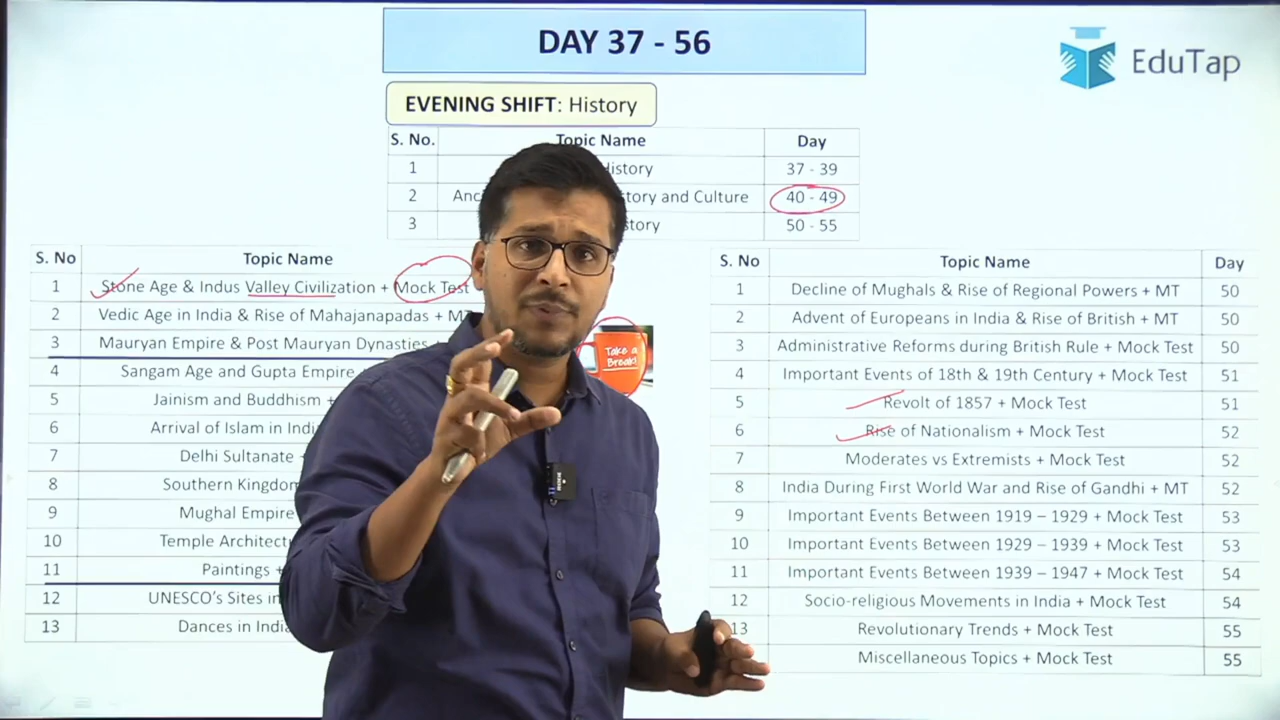 DAY 37 - 56
EduTap
EVENING SHIFT: History
S. No. Topic Name Day
1 History 37 - 39
2 and Culture 40 - 49
3 50 - 55
S. No Topic Name
1 Stone Age & Indus Valley Civilization + Mock Test
2 Vedic Age in India & Rise of Mahajanapadas +
3 Mauryan Empire & Post Mauryan Dynasties
4 Sangam Age and Gupta Empire
5 Jainism and Buddhism +
6 Arrival of Islam in
7 Delhi Sultanate
8 Southern
9 Mughal Empire
10 Temple
11 Paintings +
12 UNESCO's Sites in
13 Dances in
Take a
Break!
S. No Topic Name Day
1 Decline of Mughals & Rise of Regional Powers + MT 50
2 Advent of Europeans in India & Rise of British + MT 50
3 Administrative Reforms during British Rule + Mock Test 50
4 Important Events of 18th & 19th Century + Mock Test 51
5 Revolt of 1857 + Mock Test 51
6 Rise of Nationalism + Mock Test 52
7 Moderates vs Extremists + Mock Test 52
8 India During First World War and Rise of Gandhi + MT 52
9 Important Events Between 1919 – 1929 + Mock Test 53
10 Important Events Between 1929 – 1939 + Mock Test 53
11 Important Events Between 1939 – 1947 + Mock Test 54
12 Socio-religious Movements in India + Mock Test 54
13 Revolutionary Trends + Mock Test 55
Miscellaneous Topics + Mock Test 55